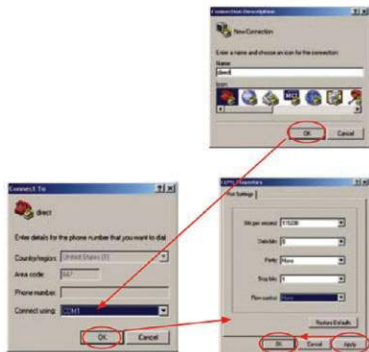 Connection Description
New Connection
Enter a name and choose an icon for the connection:
Name:
direct
Icon:
OK
Cancel
Connect To
direct
Enter details for the phone number that you want to dial:
Country/region:
United States (1)
Area code:
847
Phone number:
Connect using:
COM1
OK
Cancel
COM1 Properties
Port Settings
Bits per second:
115200
Data bits:
8
Parity:
None
Stop bits:
1
Flow control:
None
Restore Defaults
OK
Cancel
Apply